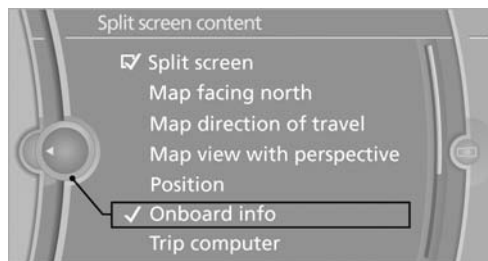 Split screen content
Split screen
Map facing north
Map direction of travel
Map view with perspective
Position
Onboard info
Trip computer